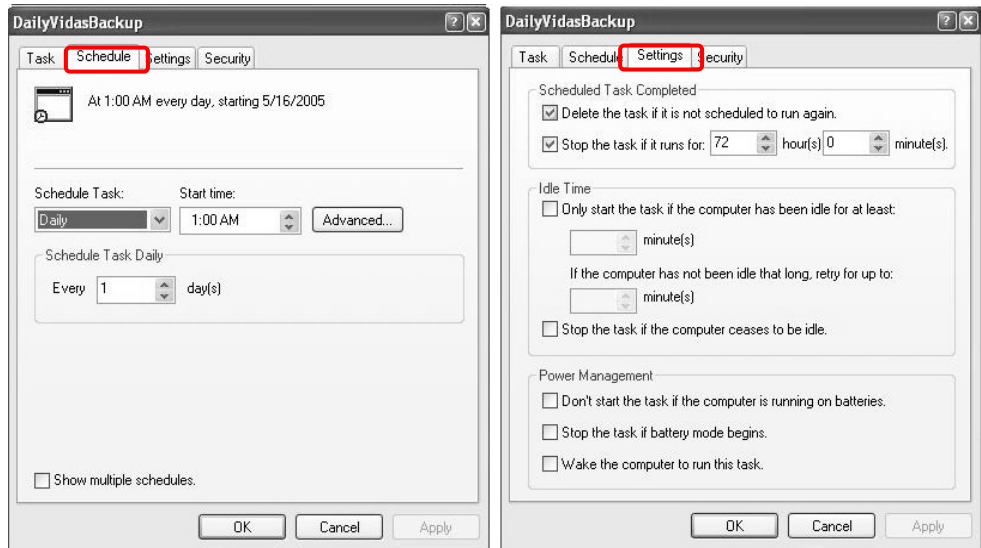 DailyVidasBackup
Task Schedule Settings Security
At 1:00 AM every day, starting 5/16/2005
Schedule Task: Start time:
Daily 1:00 AM Advanced...
Schedule Task Daily
Every 1 day(s)
Show multiple schedules.
OK Cancel Apply
DailyVidasBackup
Task Schedule Settings Security
Scheduled Task Completed
Delete the task if it is not scheduled to run again.
Stop the task if it runs for: 72 hour(s) 0 minute(s).
Idle Time
Only start the task if the computer has been idle for at least:
minute(s)
If the computer has not been idle that long, retry for up to:
minute(s)
Stop the task if the computer ceases to be idle.
Power Management
Don't start the task if the computer is running on batteries.
Stop the task if battery mode begins.
Wake the computer to run this task.
OK Cancel Apply